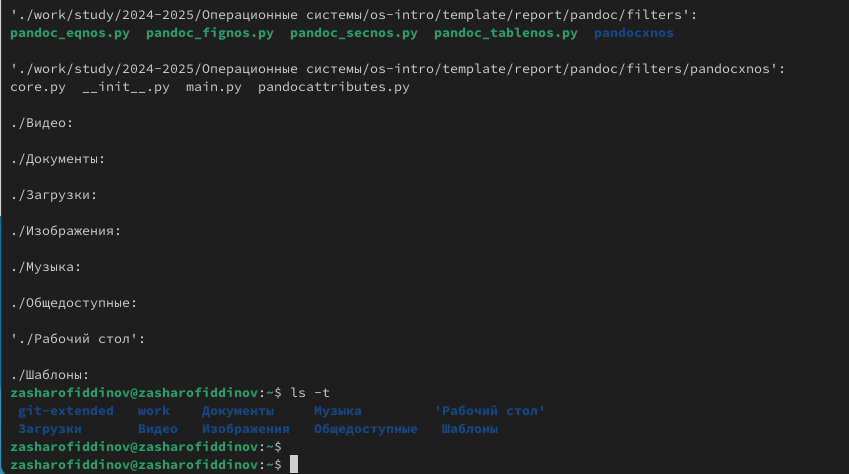 './work/study/2024-2025/Операционные системы/os-intro/template/report/pandoc/filters':
pandoc_eqnos.py  pandoc_fignos.py  pandoc_secnos.py  pandoc_tablenos.py  pandocxnos
'./work/study/2024-2025/Операционные системы/os-intro/template/report/pandoc/filters/pandocxnos':
core.py  __init__.py  main.py  pandocattributes.py
./Видео:
./Документы:
./Загрузки:
./Изображения:
./Музыка:
./Общедоступные:
'./Рабочий стол':
./Шаблоны:
zasharofiddinov@zasharofiddinov:~$ ls -t
git-extended   work    Документы     Музыка         'Рабочий стол'
Загрузки       Видео   Изображения   Общедоступные   Шаблоны
zasharofiddinov@zasharofiddinov:~$
zasharofiddinov@zasharofiddinov:~$